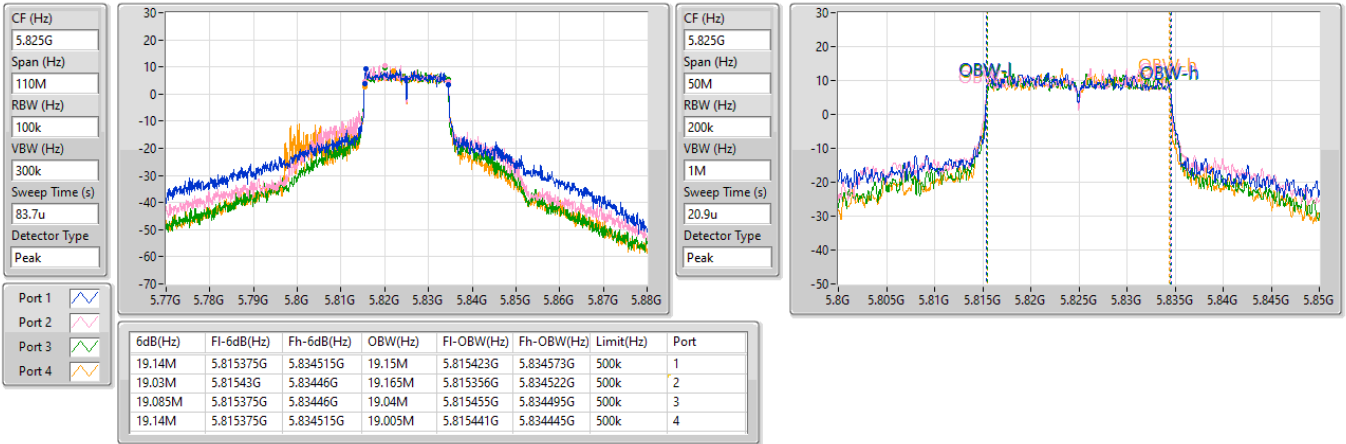 CF (Hz)
5.825G
Span (Hz)
110M
RBW (Hz)
100k
VBW (Hz)
300k
Sweep Time (s)
83.7u
Detector Type
Peak
30
20
10
0
-10
-20
-30
-40
-50
-60
-70
5.77G 5.78G 5.79G 5.8G 5.81G 5.82G 5.83G 5.84G 5.85G 5.86G 5.87G 5.88G
CF (Hz)
5.825G
Span (Hz)
50M
RBW (Hz)
200k
VBW (Hz)
1M
Sweep Time (s)
20.9u
Detector Type
Peak
30
20
10
0
-10
-20
-30
-40
-50
OBW-l
OBW-h
OBW-h
5.8G 5.805G 5.81G 5.815G 5.82G 5.825G 5.83G 5.835G 5.84G 5.845G 5.85G
Port 1
Port 2
Port 3
Port 4
6dB(Hz) Fl-6dB(Hz) Fh-6dB(Hz) OBW(Hz) Fl-OBW(Hz) Fh-OBW(Hz) Limit(Hz) Port
19.14M 5.815375G 5.834515G 19.15M 5.815423G 5.834573G 500k 1
19.03M 5.81543G 5.83446G 19.165M 5.815356G 5.834522G 500k 2
19.085M 5.815375G 5.83446G 19.04M 5.815455G 5.834495G 500k 3
19.14M 5.815375G 5.834515G 19.005M 5.815441G 5.834445G 500k 4